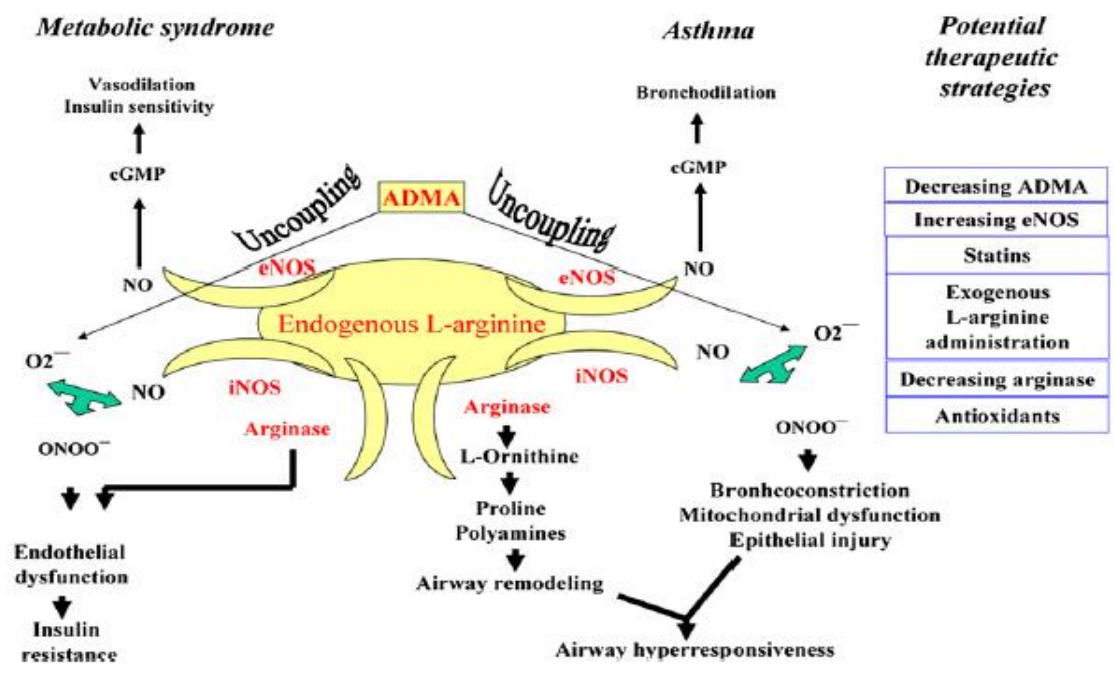 Metabolic syndrome
Asthma
Potential
therapeutic
strategies
Vasodilation
Insulin sensitivity
cGMP
NO
Uncoupling
ADMA
Uncoupling
Bronchodilation
cGMP
NO
eNOS
eNOS
Endogenous L-arginine
O2—
NO
iNOS
iNOS
NO
O2—
ONOO—
Arginase
Arginase
L-Ornithine
Proline
Polyamines
Airway remodeling
ONOO—
Bronhcoconstriction
Mitochondrial dysfunction
Epithelial injury
Endothelial
dysfunction
Insulin
resistance
Airway hyperresponsiveness
Decreasing ADMA
Increasing eNOS
Statins
Exogenous
L-arginine
administration
Decreasing arginase
Antioxidants